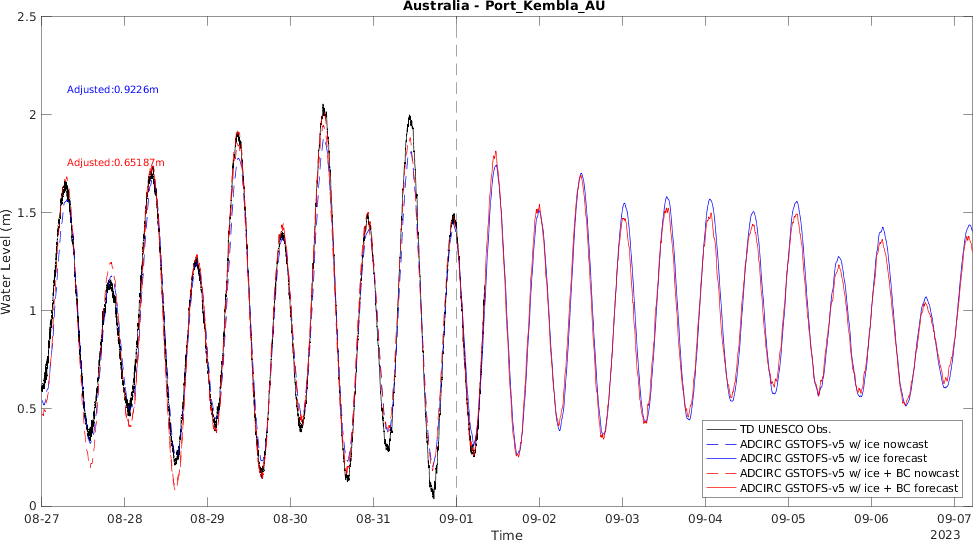 Australia - Port_Kembla_AU
2.5
2
1.5
1
0.5
0
Water Level (m)
Adjusted:0.9226m
Adjusted:0.65187m
TD UNESCO Obs.
ADCIRC GSTOFS-v5 w/ ice nowcast
ADCIRC GSTOFS-v5 w/ ice forecast
ADCIRC GSTOFS-v5 w/ ice + BC nowcast
ADCIRC GSTOFS-v5 w/ ice + BC forecast
08-27 08-28 08-29 08-30 08-31 09-01 09-02 09-03 09-04 09-05 09-06 09-07
Time
2023